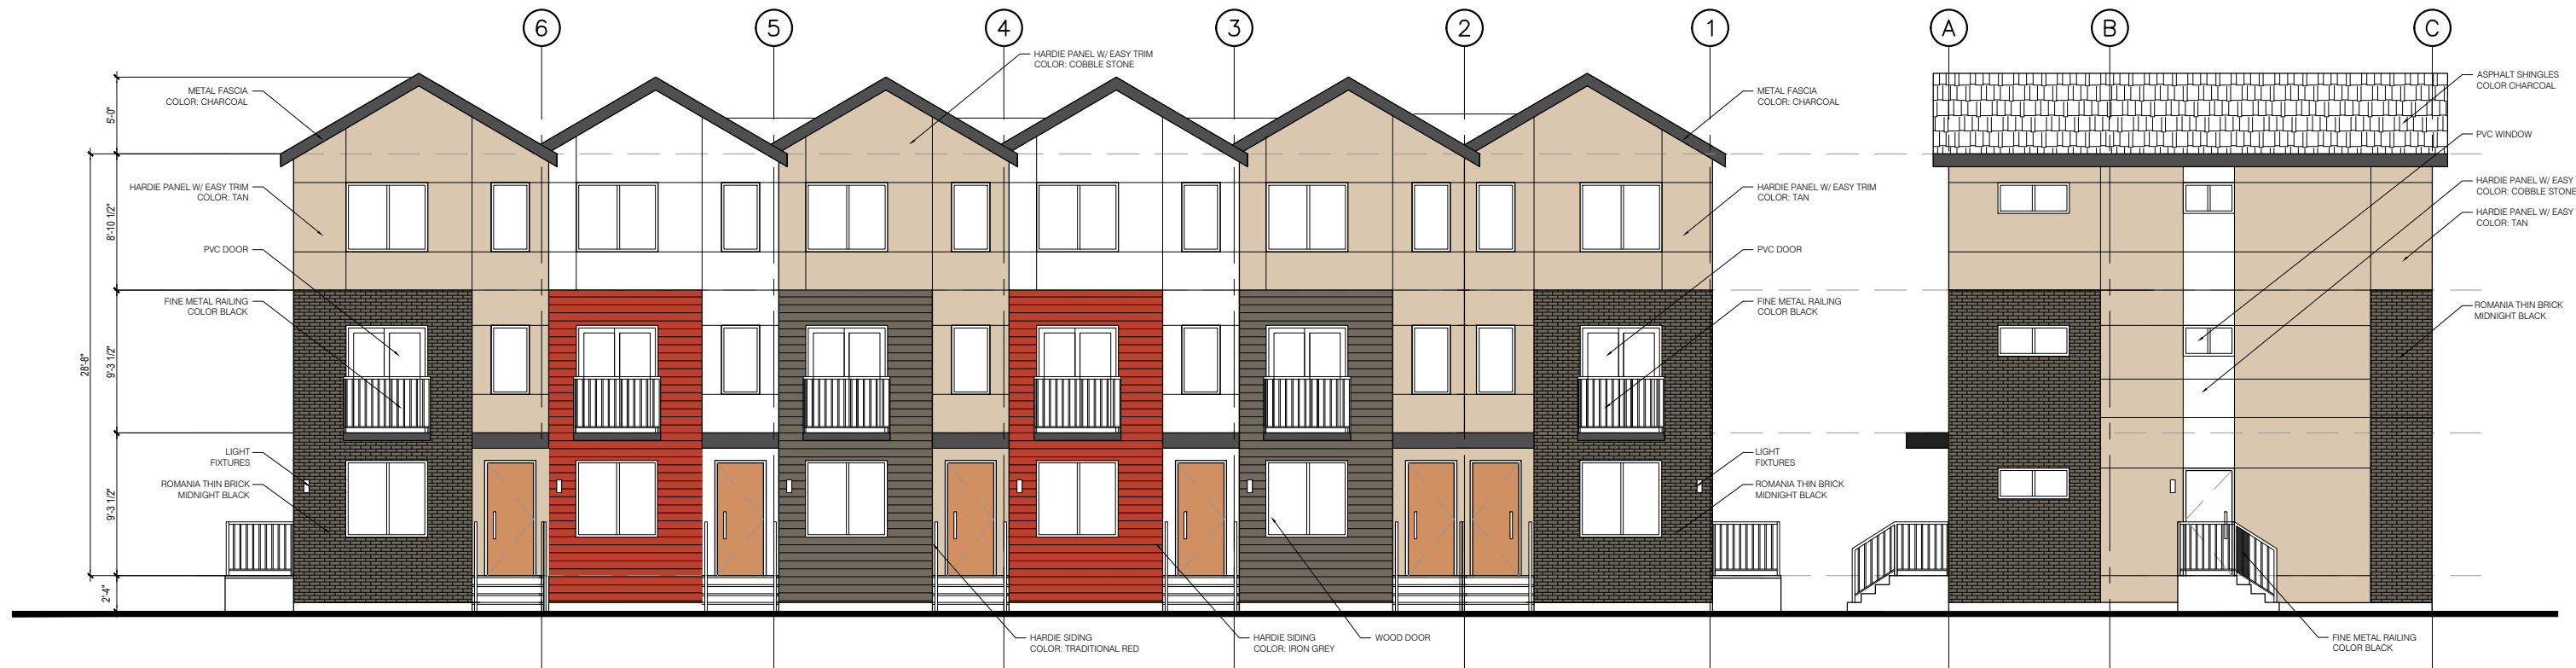 6
5
4
3
2
1
A
B
C
HARDIE PANEL W/ EASY TRIM
COLOR: COBBLE STONE
METAL FASCIA
COLOR: CHARCOAL
METAL FASCIA
COLOR: CHARCOAL
ASPHALT SHINGLES
COLOR CHARCOAL
5'-0"
PVC WINDOW
HARDIE PANEL W/ EASY TRIM
COLOR: TAN
HARDIE PANEL W/ EASY TRIM
COLOR: TAN
HARDIE PANEL W/ EASY
COLOR: COBBLE STONE
HARDIE PANEL W/ EASY
COLOR: TAN
8'-10 1/2"
PVC DOOR
PVC DOOR
FINE METAL RAILING
COLOR BLACK
FINE METAL RAILING
COLOR BLACK
ROMANIA THIN BRICK
MIDNIGHT BLACK
28'-8"
9'-3 1/2"
LIGHT
FIXTURES
LIGHT
FIXTURES
ROMANIA THIN BRICK
MIDNIGHT BLACK
ROMANIA THIN BRICK
MIDNIGHT BLACK
9'-3 1/2"
2'-4"
HARDIE SIDING
COLOR: TRADITIONAL RED
HARDIE SIDING
COLOR: IRON GREY
WOOD DOOR
FINE METAL RAILING
COLOR BLACK